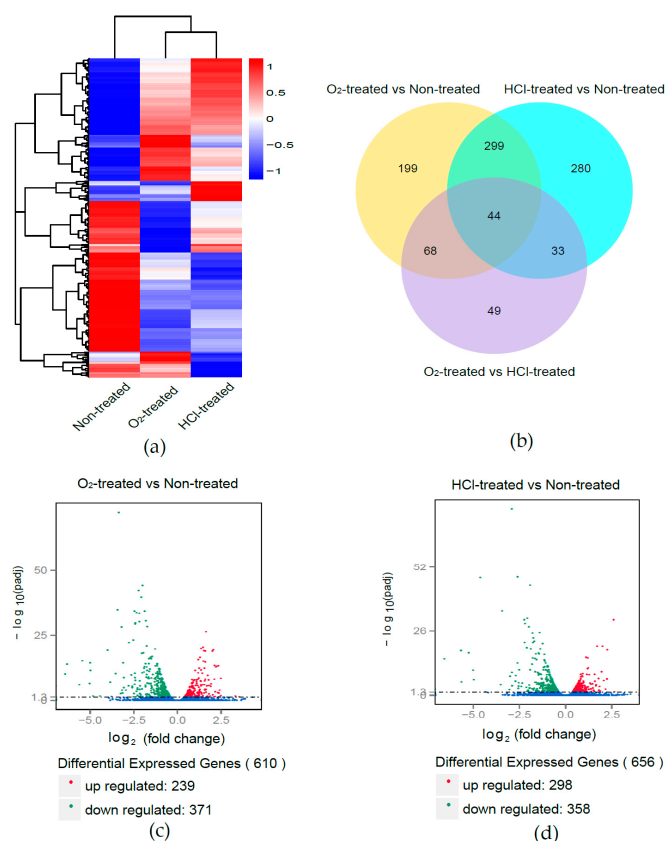 1
0.5
0
−0.5
−1
Non-treated
O₂-treated
HCl-treated
(a)
O₂-treated vs Non-treated
HCl-treated vs Non-treated
199
299
280
44
68
33
49
O₂-treated vs HCl-treated
(b)
O₂-treated vs Non-treated
− log₁₀(padj)
50
25
1.3
0
-5.0
-2.5
0.0
2.5
log₂ (fold change)
Differential Expressed Genes ( 610 )
up regulated: 239
down regulated: 371
(c)
HCl-treated vs Non-treated
− log₁₀(padj)
52
26
1.3
0
-5.0
-2.5
0.0
2.5
log₂ (fold change)
Differential Expressed Genes ( 656 )
up regulated: 298
down regulated: 358
(d)